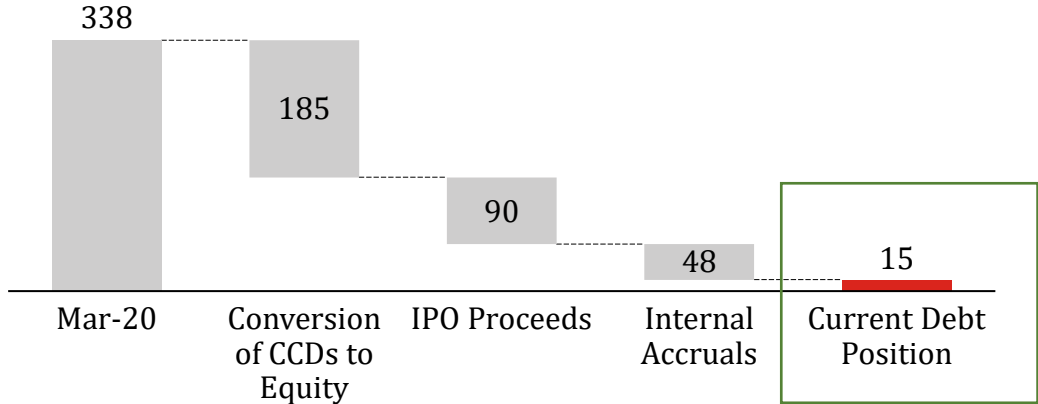 338
185
90
48
15
Mar-20
Conversion
of CCDs to
Equity
IPO Proceeds
Internal
Accruals
Current Debt
Position